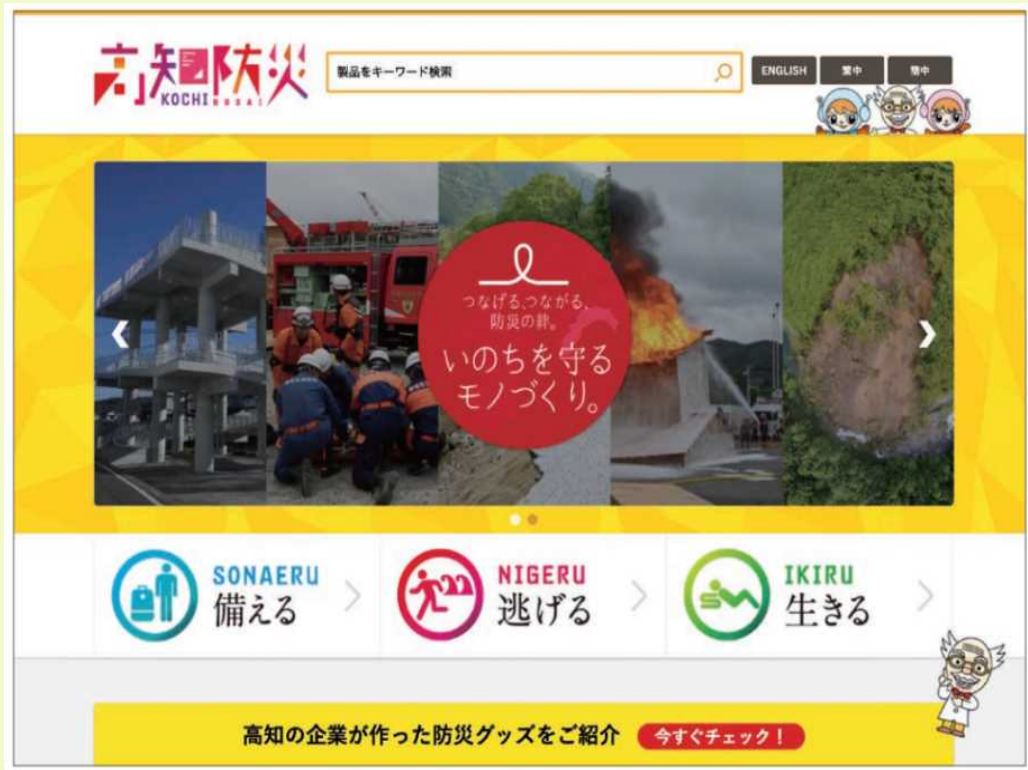 高知防災
KOCHI BOSAI
製品をキーワード検索
ENGLISH
繁中
簡中
つなげる、つながる、
防災の絆。
いのちを守る
モノづくり。
SONAERU
備える
NIGERU
逃げる
IKIRU
生きる
高知の企業が作った防災グッズをご紹介 今すぐチェック!